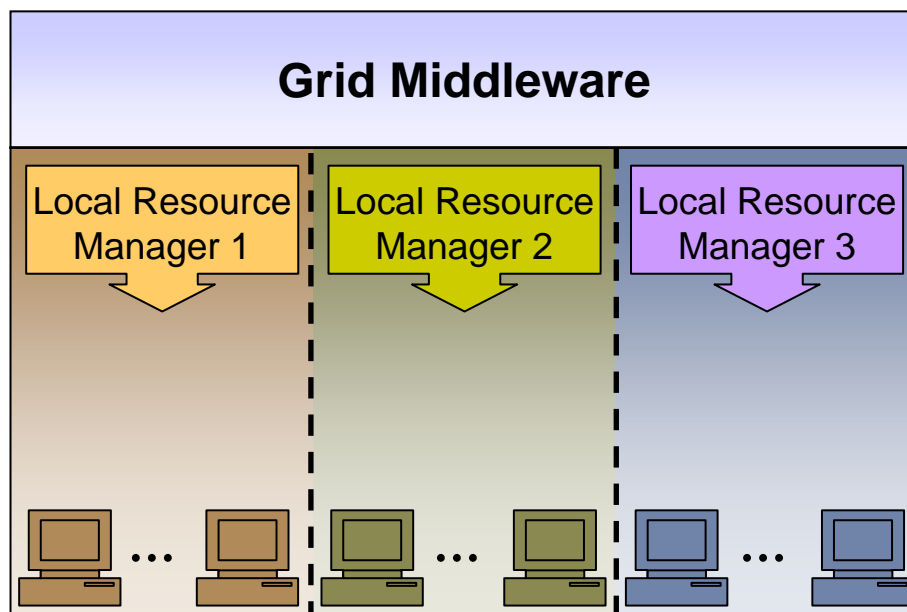 Grid Middleware
Local Resource
Manager 1
Local Resource
Manager 2
Local Resource
Manager 3
...
...
...